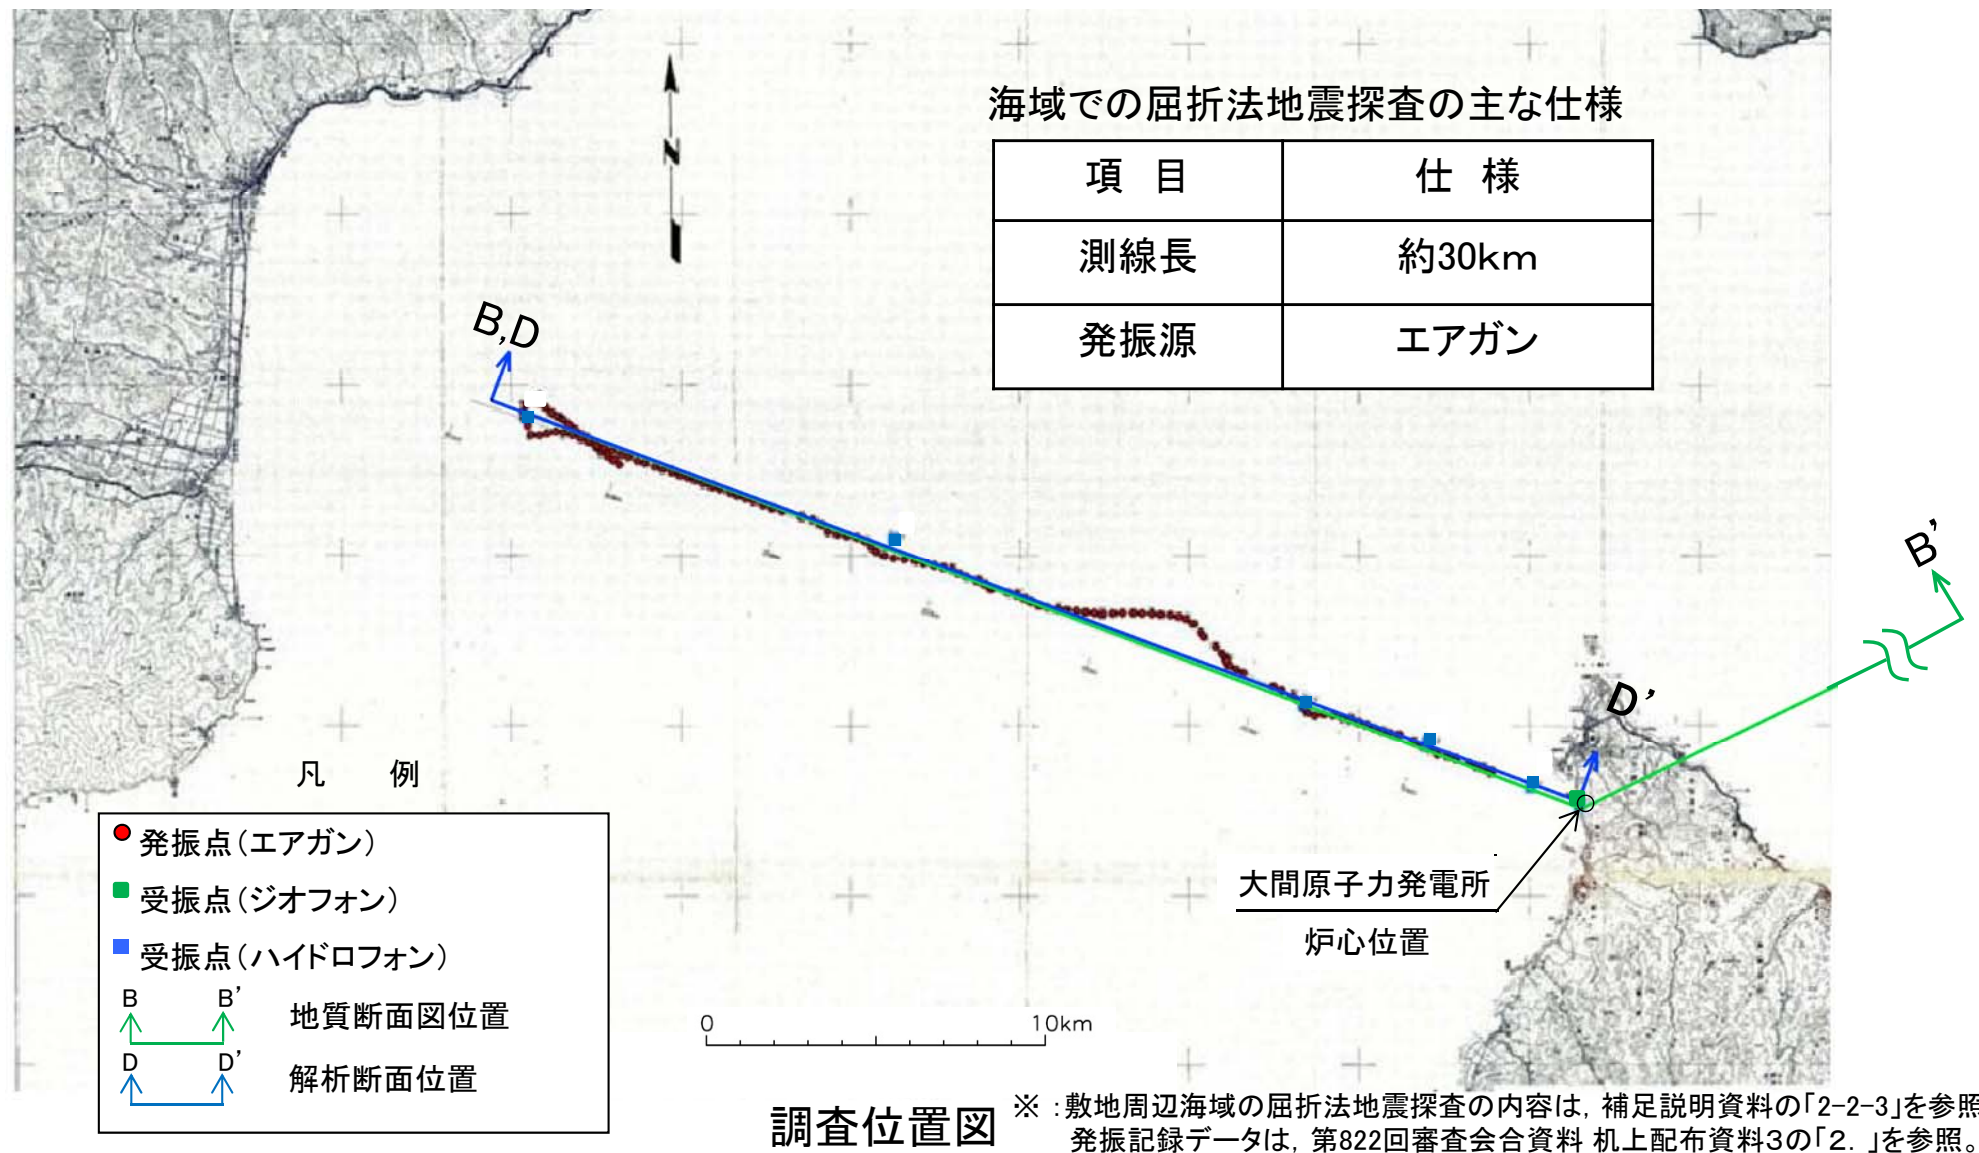 海域での屈折法地震探査の主な仕様
項 目 仕 様
測線長 約30km
発振源 エアガン
N
B,D
B'
D'
大間原子力発電所
炉心位置
凡 例
発振点(エアガン)
受振点(ジオフォン)
受振点(ハイドロフォン)
B B' 地質断面図位置
D D' 解析断面位置
0 10km
調査位置図
※:敷地周辺海域の屈折法地震探査の内容は,補足説明資料の「2-2-3」を参照
発振記録データは,第822回審査会合資料 机上配布資料3の「2. 」を参照。